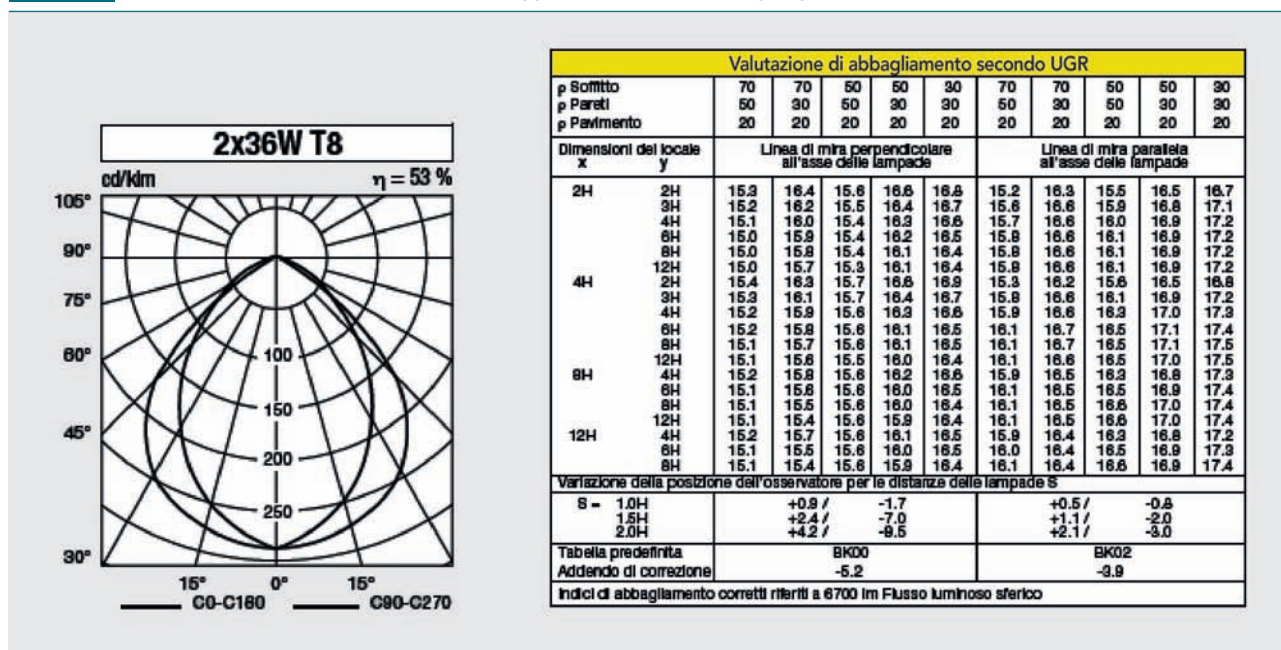 2x36W T8
cd/klm η = 53 %
105°
90°
75°
60°
45°
30°
100
150
200
250
15° 0° 15°
C0-C180 C90-C270
Valutazione di abbagliamento secondo UGR
ρ Soffitto 70 70 50 50 30 70 70 50 50 30
ρ Pareti 50 30 50 30 30 50 30 50 30 30
ρ Pavimento 20 20 20 20 20 20 20 20 20 20
Dimensioni del locale Linea di mira perpendicolare Linea di mira parallela
x y all'asse delle lampade all'asse delle lampade
2H 2H 15.3 16.4 15.6 16.6 16.8 15.2 16.3 15.5 16.5 16.7
3H 15.2 16.2 15.5 16.4 16.7 15.6 16.6 15.9 16.8 17.1
4H 15.1 16.0 15.4 16.3 16.6 15.7 16.6 16.0 16.9 17.2
6H 15.0 15.9 15.4 16.2 16.5 15.8 16.6 16.1 16.9 17.2
8H 15.0 15.8 15.4 16.1 16.4 15.8 16.6 16.1 16.9 17.2
12H 15.0 15.7 15.3 16.1 16.4 15.8 16.6 16.1 16.9 17.2
4H 2H 15.4 16.3 15.7 16.6 16.9 15.3 16.2 15.6 16.5 16.8
3H 15.3 16.1 15.7 16.4 16.7 15.8 16.6 16.1 16.9 17.2
4H 15.2 15.9 15.6 16.3 16.6 15.9 16.6 16.3 17.0 17.3
6H 15.2 15.8 15.6 16.1 16.5 16.1 16.7 16.5 17.1 17.4
8H 15.1 15.7 15.6 16.1 16.5 16.1 16.7 16.5 17.1 17.5
12H 15.1 15.6 15.5 16.0 16.4 16.1 16.6 16.5 17.0 17.5
8H 4H 15.2 15.8 15.6 16.2 16.6 15.9 16.5 16.3 16.8 17.3
6H 15.1 15.6 15.6 16.0 16.5 16.1 16.5 16.5 16.9 17.4
8H 15.1 15.5 15.6 16.0 16.4 16.1 16.5 16.6 17.0 17.4
12H 15.1 15.4 15.6 15.9 16.4 16.1 16.5 16.6 17.0 17.4
12H 4H 15.2 15.7 15.6 16.1 16.5 15.9 16.4 16.3 16.8 17.2
6H 15.1 15.5 15.6 16.0 16.5 16.0 16.4 16.5 16.9 17.3
8H 15.1 15.4 15.6 15.9 16.4 16.1 16.4 16.6 16.9 17.4
Variazione della posizione dell'osservatore per le distanze delle lampade S
S = 1.0H +0.9 / -1.7 +0.5 / -0.8
1.5H +2.4 / -7.0 +1.1 / -2.0
2.0H +4.2 / -9.5 +2.1 / -3.0
Tabella predefinita BK00 BK02
Addendo di correzione -5.2 -3.9
Indici di abbagliamento corretti riferiti a 6700 lm Flusso luminoso sferico